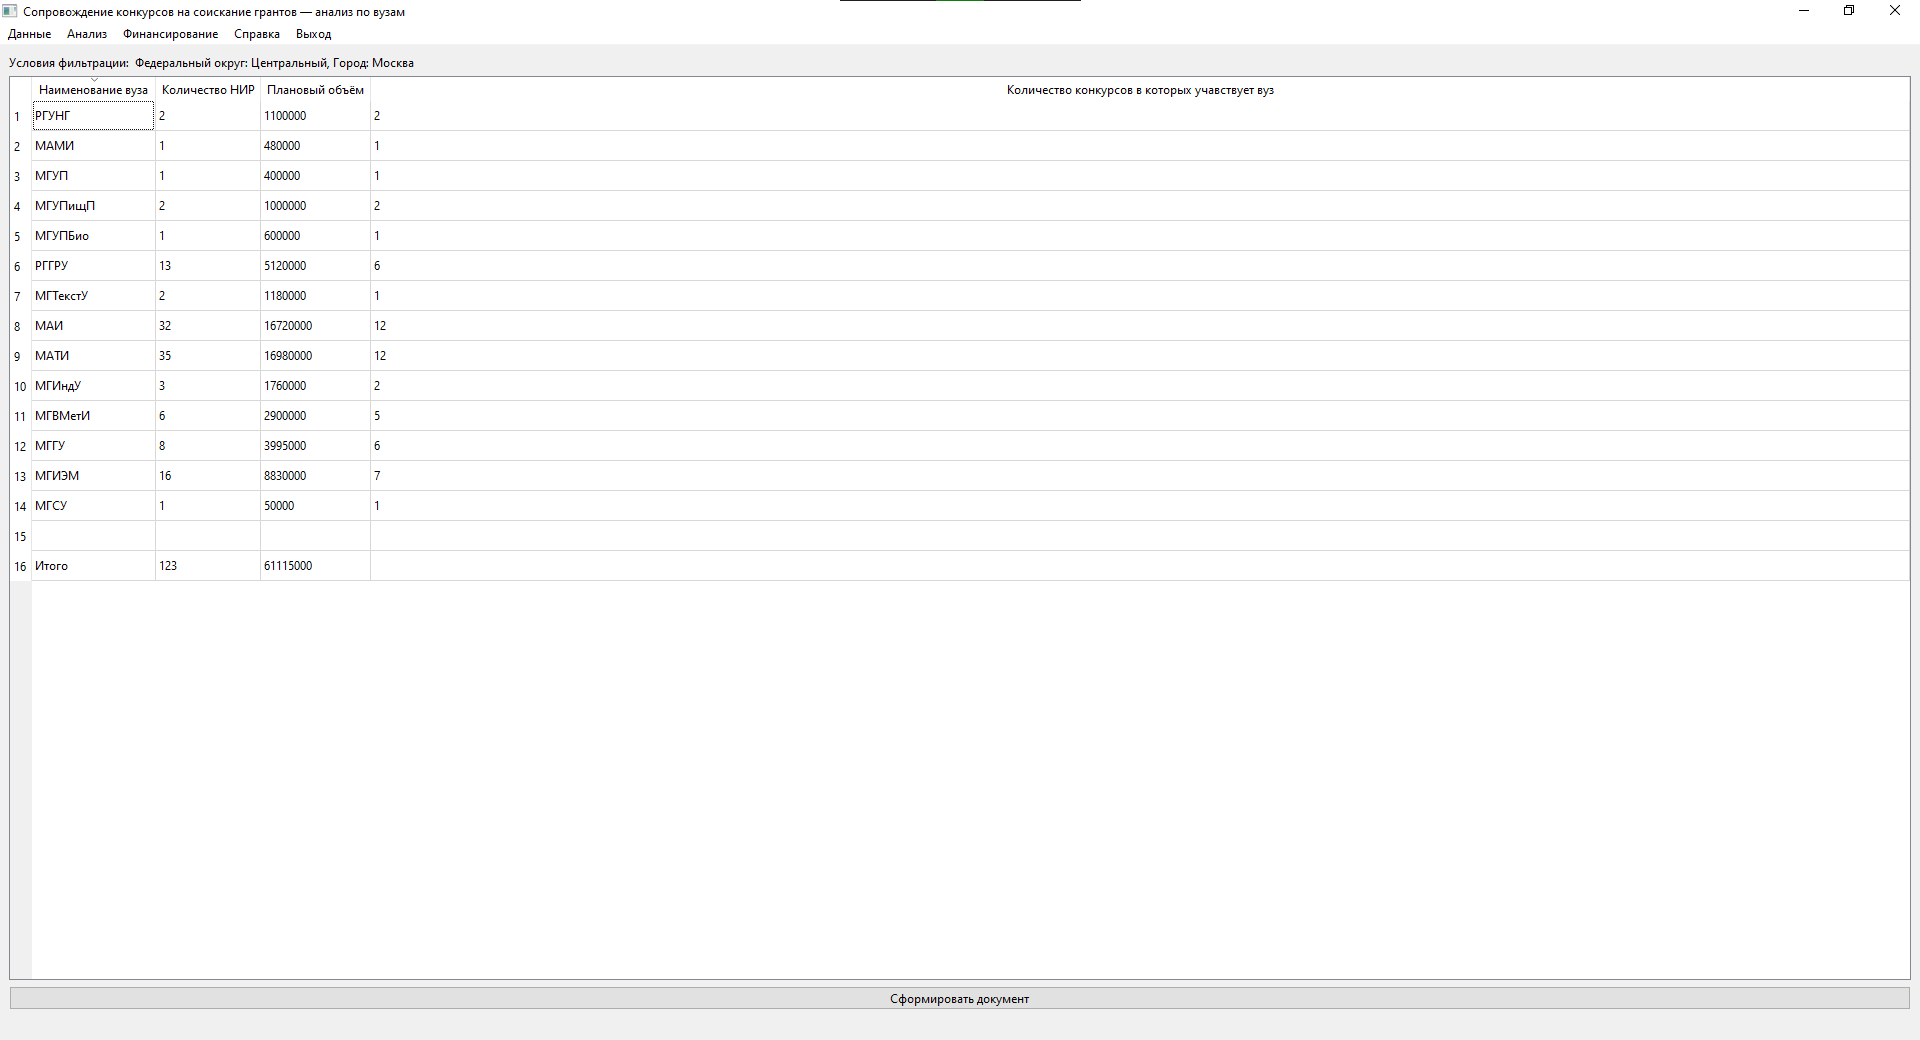 Сопровождение конкурсов на соискание грантов — анализ по вузам
Данные Анализ Финансирование Справка Выход
Условия фильтрации: Федеральный округ: Центральный, Город: Москва
Наименование вуза Количество НИР Плановый объём Количество конкурсов в которых учавствует вуз
1 РГУНГ 2 1100000 2
2 МАМИ 1 480000 1
3 МГУП 1 400000 1
4 МГУПищП 2 1000000 2
5 МГУПБио 1 600000 1
6 РГГРУ 13 5120000 6
7 МГТекстУ 2 1180000 1
8 МАИ 32 16720000 12
9 МАТИ 35 16980000 12
10 МГИндУ 3 1760000 2
11 МГВМетИ 6 2900000 5
12 МГГУ 8 3995000 6
13 МГИЭМ 16 8830000 7
14 МГСУ 1 50000 1
15
16 Итого 123 61115000
Сформировать документ